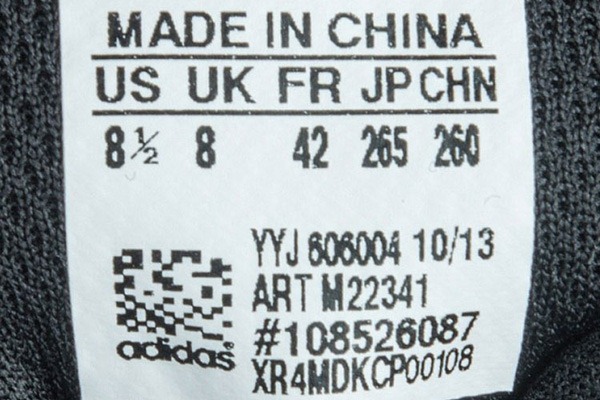 MADE IN CHINA
US UK FR JP CHN
8½ 8 42 265 260
YYJ 606004 10/13
ART M22341
#108526087
XR4MDKCP00108
adidas®